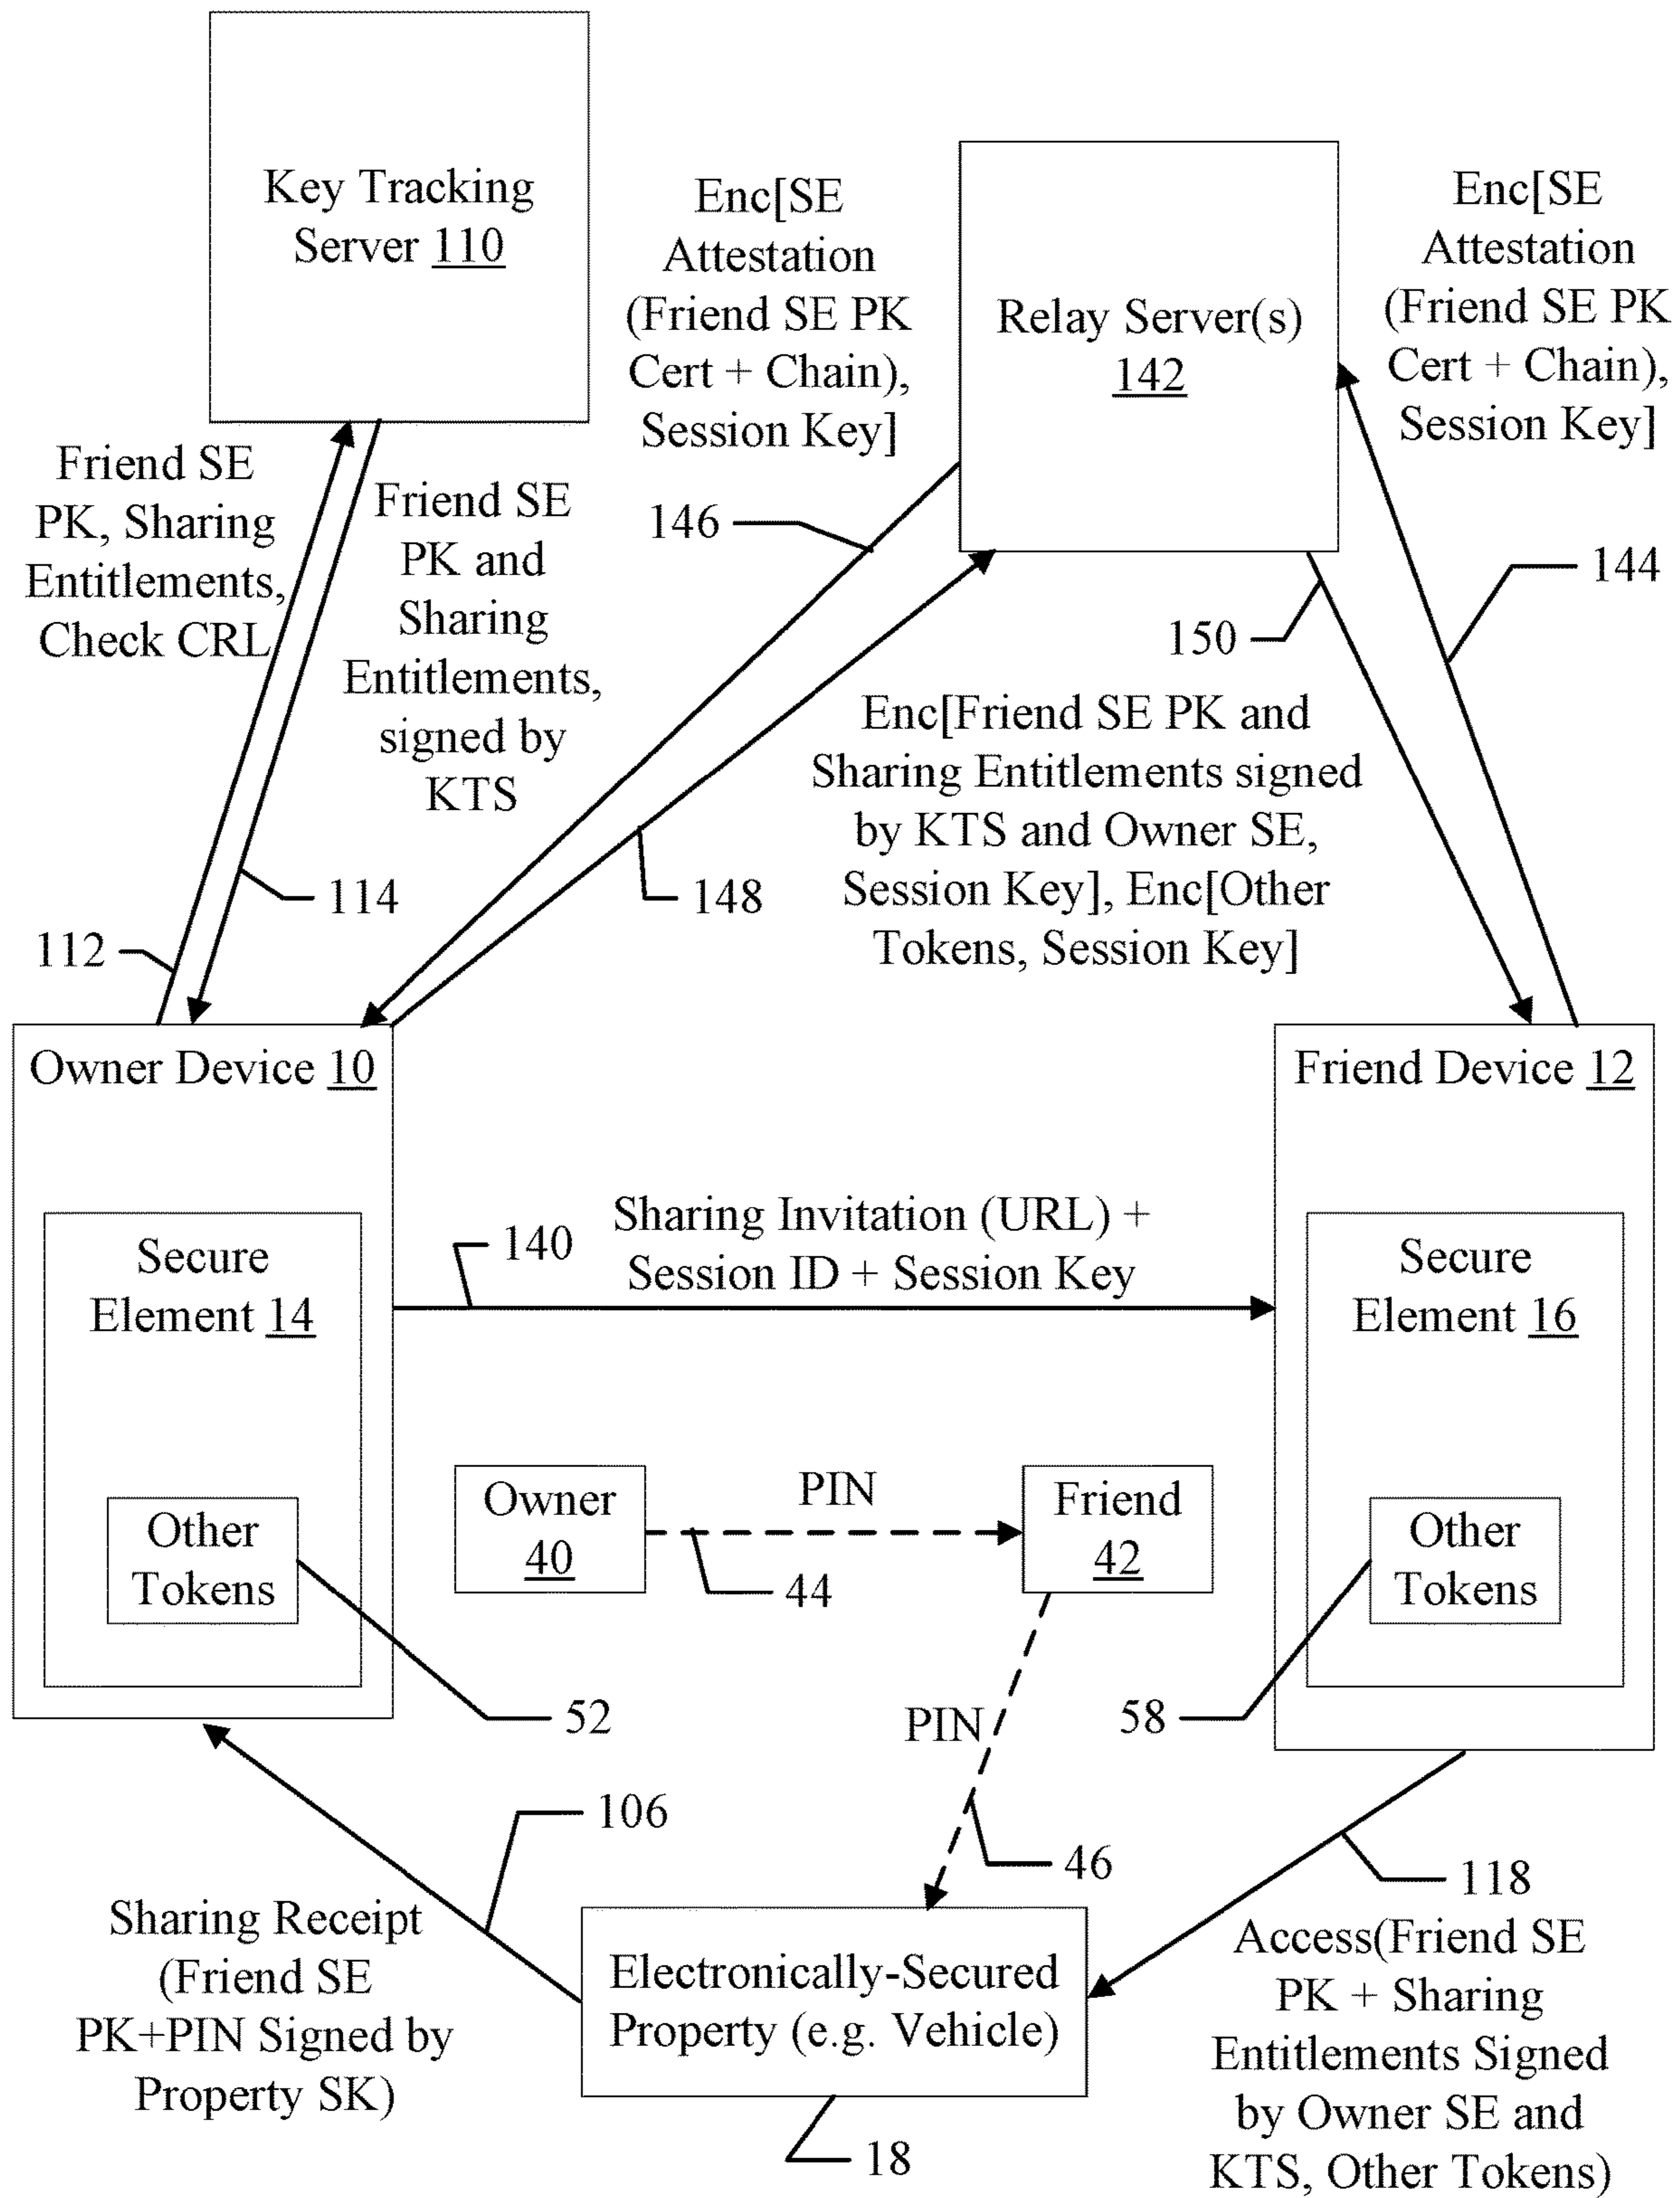 Key Tracking
Server 110
Enc[SE
Attestation
(Friend SE PK
Cert + Chain),
Session Key]
Relay Server(s)
142
Enc[SE
Attestation
(Friend SE PK
Cert + Chain),
Session Key]
Friend SE
PK, Sharing
Entitlements,
Check CRL
Friend SE
PK and
Sharing
Entitlements,
signed by
KTS
146
144
150
Enc[Friend SE PK and
Sharing Entitlements signed
by KTS and Owner SE,
Session Key], Enc[Other
Tokens, Session Key]
148
114
112
Owner Device 10
Friend Device 12
Secure
Element 14
140
Sharing Invitation (URL) +
Session ID + Session Key
Secure
Element 16
Other
Tokens
Owner
40
PIN
44
Friend
42
Other
Tokens
52
PIN
58
106
46
118
Sharing Receipt
(Friend SE
PK+PIN Signed by
Property SK)
Electronically-Secured
Property (e.g. Vehicle)
18
Access(Friend SE
PK + Sharing
Entitlements Signed
by Owner SE and
KTS, Other Tokens)